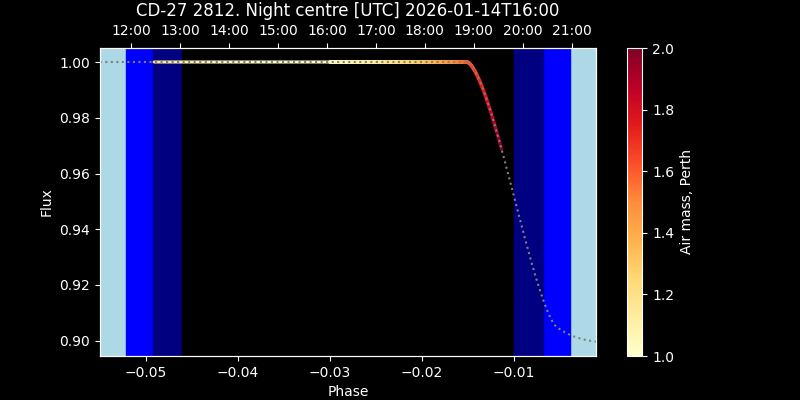 CD-27 2812. Night centre [UTC] 2026-01-14T16:00
12:00 13:00 14:00 15:00 16:00 17:00 18:00 19:00 20:00 21:00
1.00
0.98
0.96
0.94
0.92
0.90
Flux
−0.05 −0.04 −0.03 −0.02 −0.01
Phase
2.0
1.8
1.6
1.4
1.2
1.0
Air mass, Perth